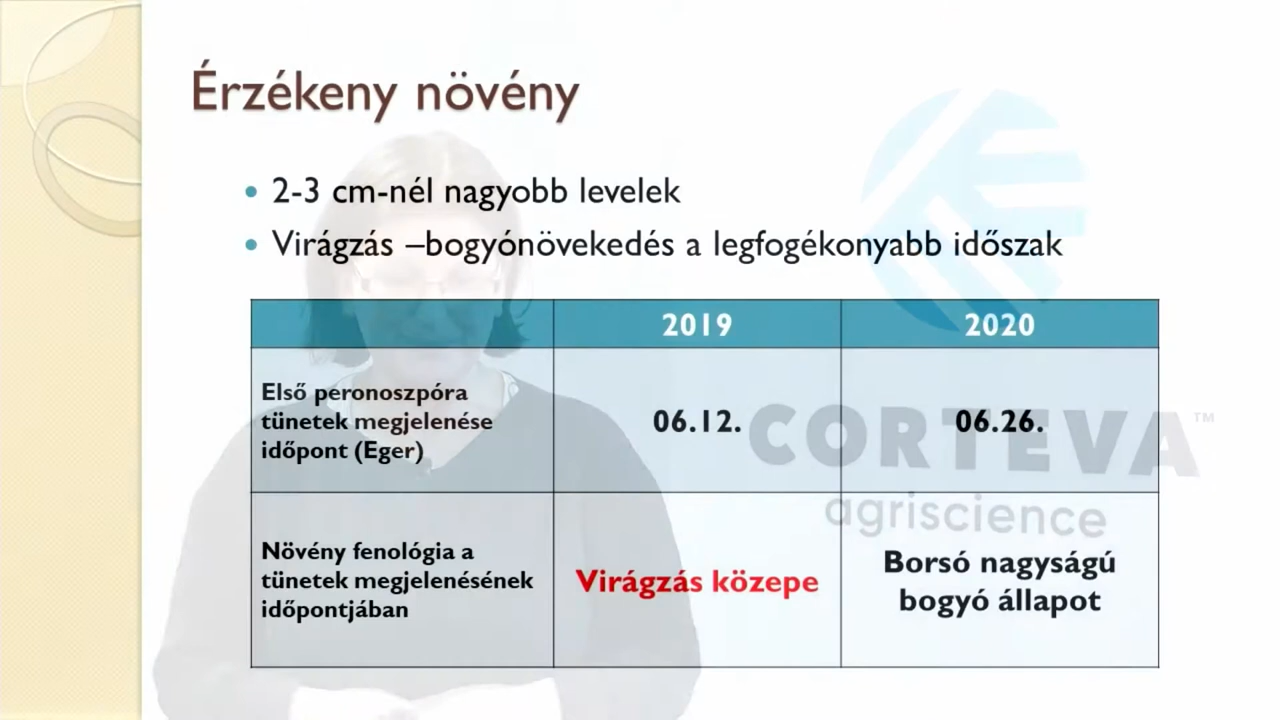 Érzékeny növény
2-3 cm-nél nagyobb levelek
Virágzás –bogyónövekedés a legfogékonyabb időszak
2019
2020
Első peronoszpóra
tünetek megjelenése
időpont (Eger)
06.12.
06.26.
Növény fenológia a
tünetek megjelenésének
időpontjában
Virágzás közepe
Borsó nagyságú
bogyó állapot
CORTEVA™
agriscience